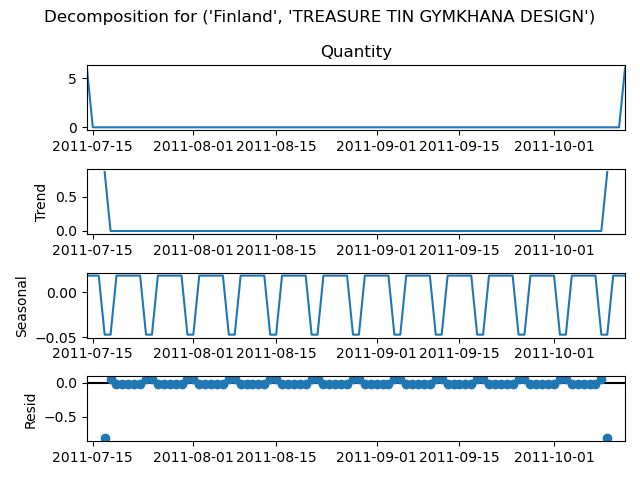 Decomposition for ('Finland', 'TREASURE TIN GYMKHANA DESIGN')
Quantity
5
0
2011-07-15 2011-08-01 2011-08-15 2011-09-01 2011-09-15 2011-10-01
Trend
0.5
0.0
2011-07-15 2011-08-01 2011-08-15 2011-09-01 2011-09-15 2011-10-01
Seasonal
0.00
−0.05
2011-07-15 2011-08-01 2011-08-15 2011-09-01 2011-09-15 2011-10-01
Resid
0.0
−0.5
2011-07-15 2011-08-01 2011-08-15 2011-09-01 2011-09-15 2011-10-01